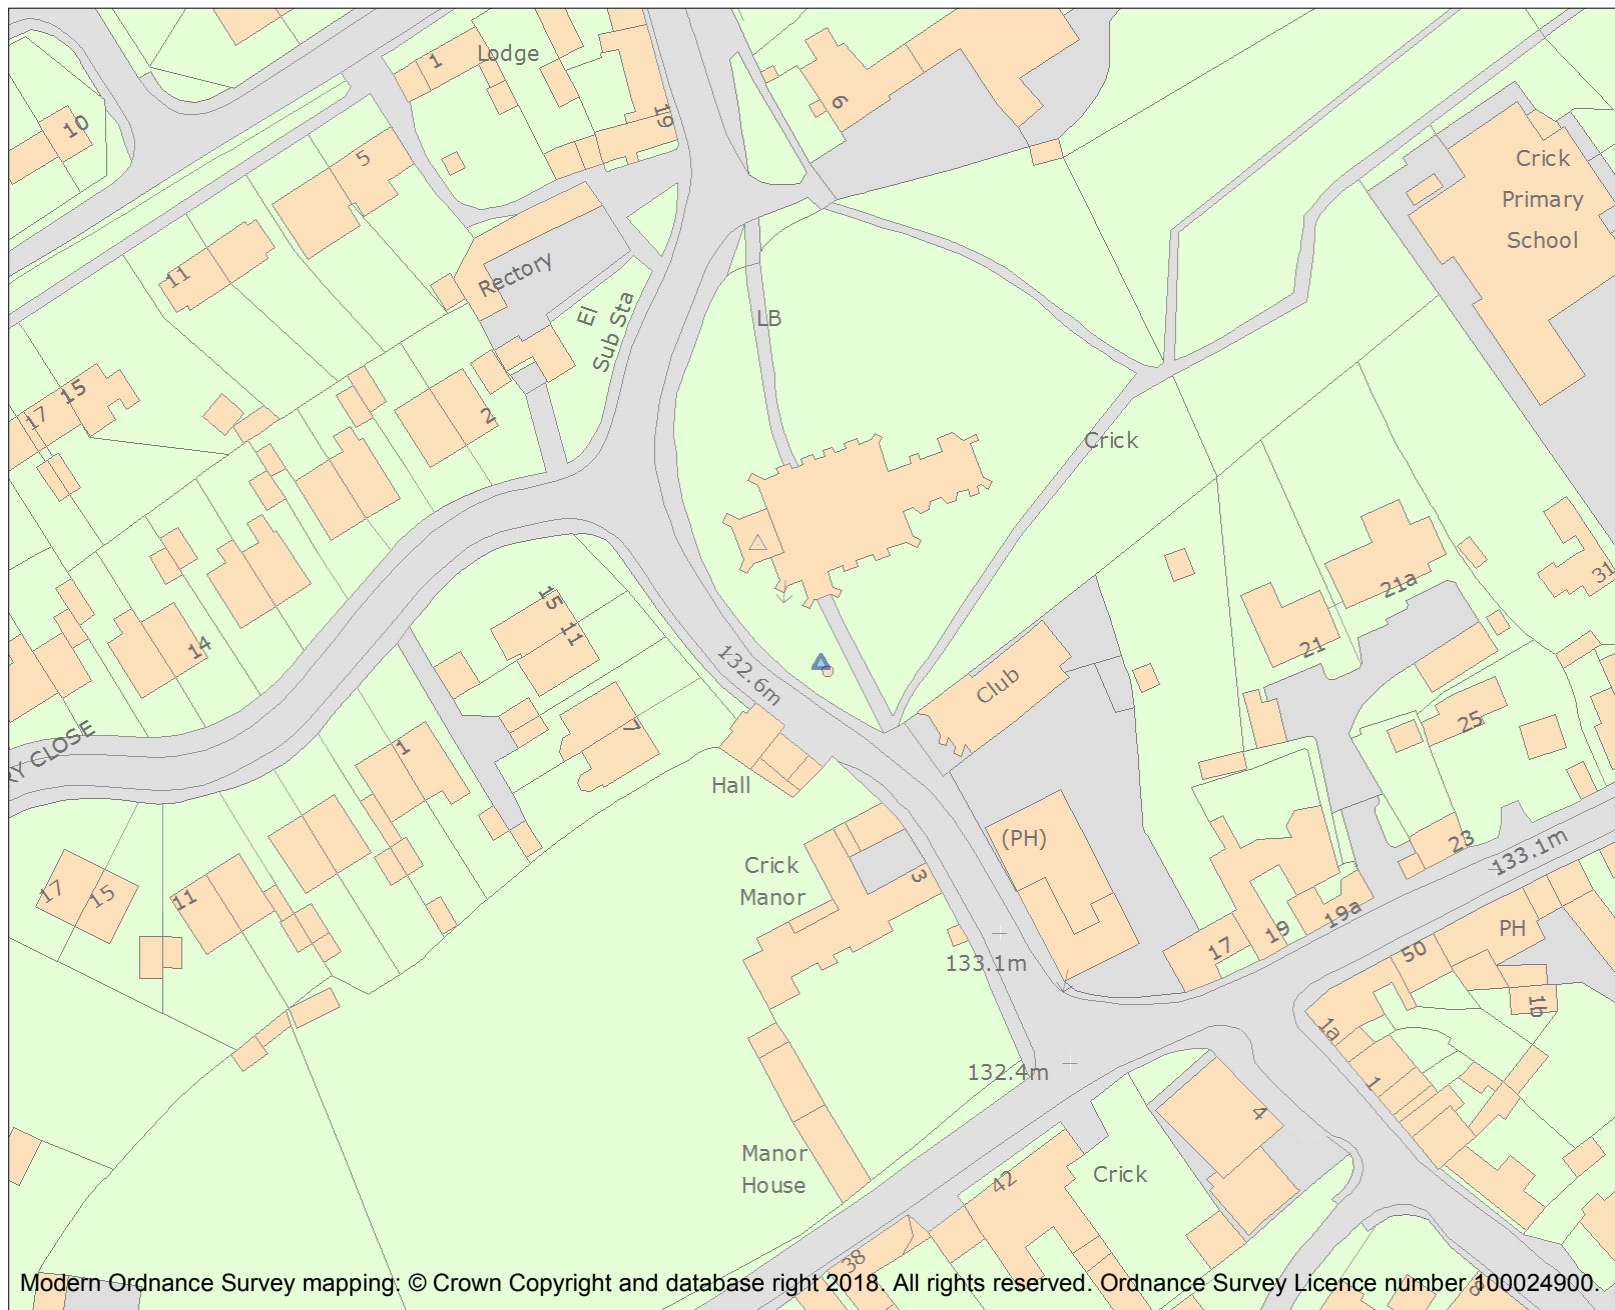 Lodge
1
19
6
10
5
Crick
Primary
School
11
Rectory
El
Sub Sta
LB
15
17
2
Crick
31
21a
21
14
15
11
132.6m
Club
7
25
RY CLOSE
1
Hall
(PH)
23
133.1m
Crick
Manor
3
17
15
11
19a
19
17
PH
50
133.1m
1b
1a
132.4m
1
4
Manor
House
Crick
42
38
8
Modern Ordnance Survey mapping: © Crown Copyright and database right 2018. All rights reserved. Ordnance Survey Licence number 100024900.